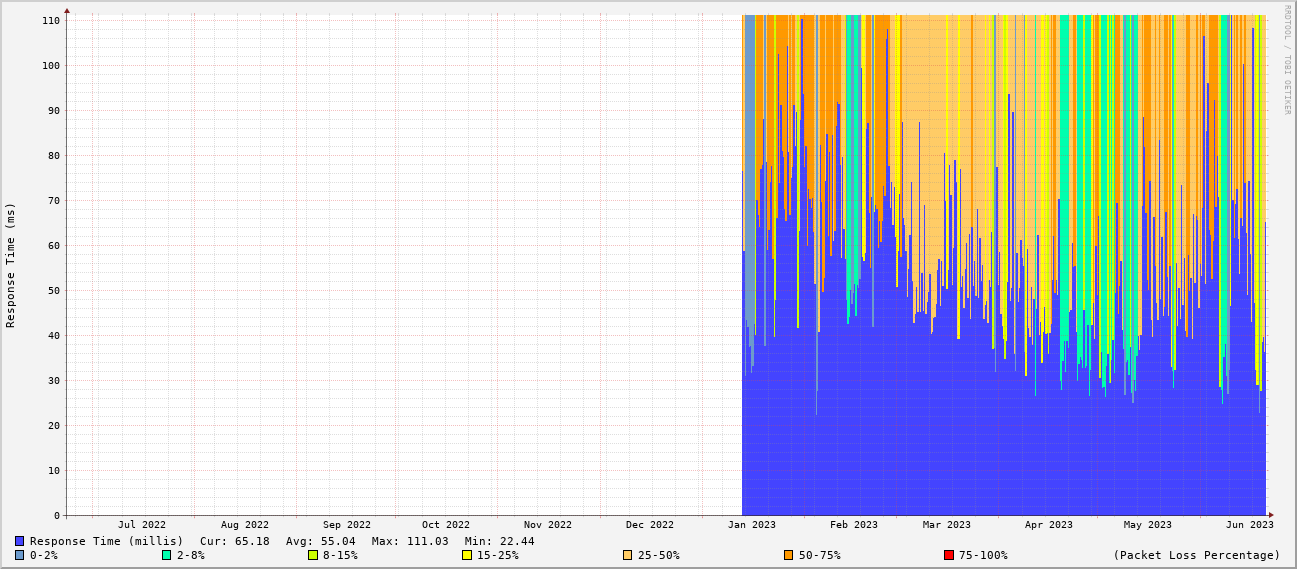 RRDTOOL / TOBI OETIKER
Response Time (ms)
110
100
90
80
70
60
50
40
30
20
10
0
Jul 2022 Aug 2022 Sep 2022 Oct 2022 Nov 2022 Dec 2022 Jan 2023 Feb 2023 Mar 2023 Apr 2023 May 2023 Jun 2023
Response Time (millis) Cur: 65.18 Avg: 55.04 Max: 111.03 Min: 22.44
0-2% 2-8% 8-15% 15-25% 25-50% 50-75% 75-100% (Packet Loss Percentage)